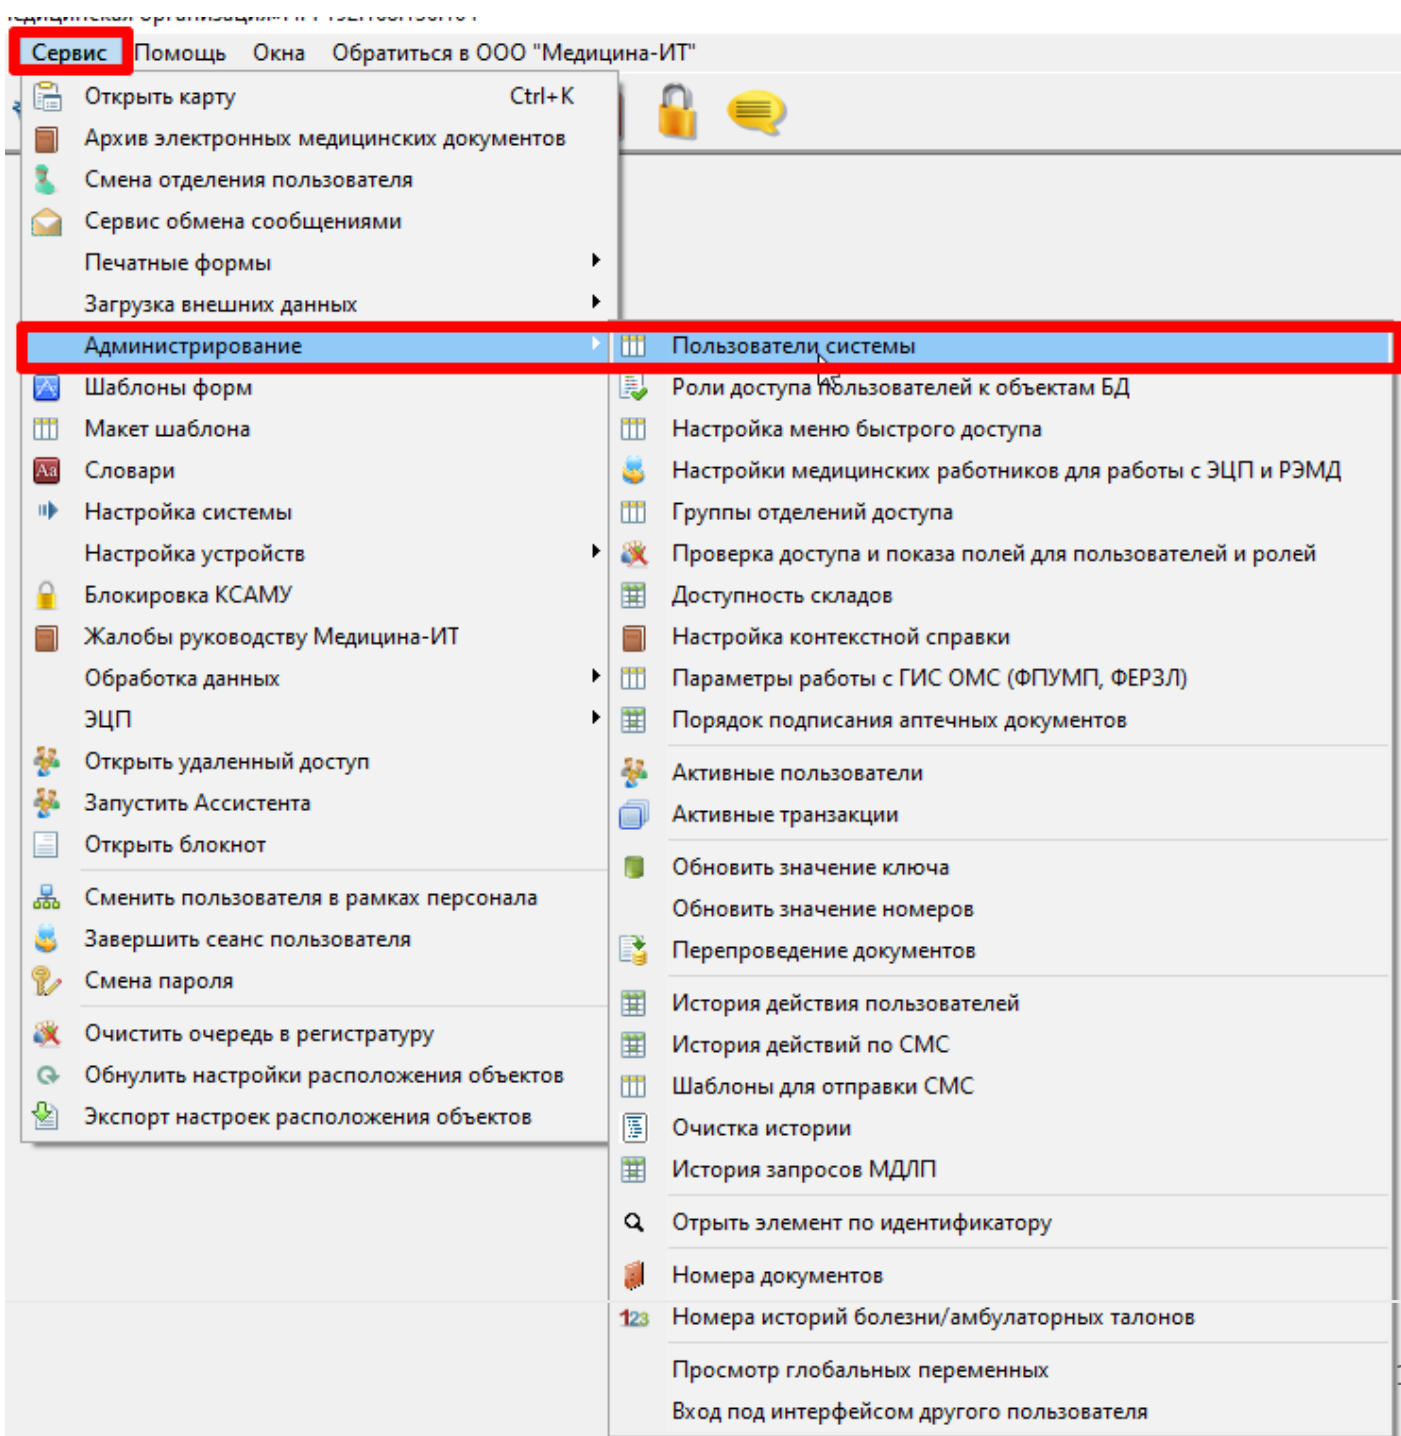 Сервис Помощь Окна Обратиться в ООО "Медицина-ИТ"
Открыть карту Ctrl+K
Архив электронных медицинских документов
Смена отделения пользователя
Сервис обмена сообщениями
Печатные формы
Загрузка внешних данных
Администрирование
Шаблоны форм
Макет шаблона
Aa Словари
Настройка системы
Настройка устройств
Блокировка КСАМУ
Жалобы руководству Медицина-ИТ
Обработка данных
ЭЦП
Открыть удаленный доступ
Запустить Ассистента
Открыть блокнот
Сменить пользователя в рамках персонала
Завершить сеанс пользователя
Смена пароля
Очистить очередь в регистратуру
Обнулить настройки расположения объектов
Экспорт настроек расположения объектов
Пользователи системы
Роли доступа пользователей к объектам БД
Настройка меню быстрого доступа
Настройки медицинских работников для работы с ЭЦП и РЭМД
Группы отделений доступа
Проверка доступа и показа полей для пользователей и ролей
Доступность складов
Настройка контекстной справки
Параметры работы с ГИС ОМС (ФПУМП, ФЕРЗЛ)
Порядок подписания аптечных документов
Активные пользователи
Активные транзакции
Обновить значение ключа
Обновить значение номеров
Перепроведение документов
История действия пользователей
История действий по СМС
Шаблоны для отправки СМС
Очистка истории
История запросов МДЛП
Отрыть элемент по идентификатору
Номера документов
123 Номера историй болезни/амбулаторных талонов
Просмотр глобальных переменных
Вход под интерфейсом другого пользователя